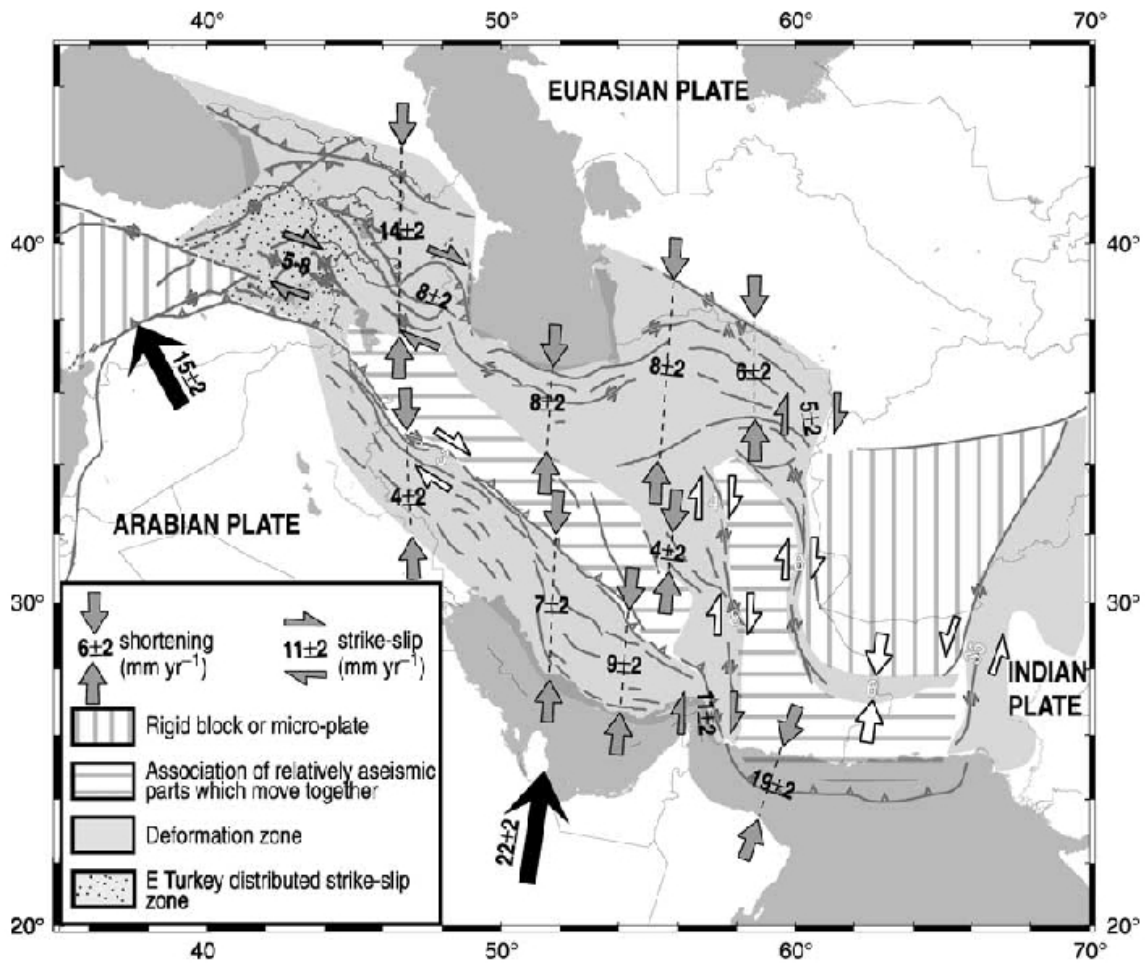 40° 50° 60° 70°
EURASIAN PLATE
40° 40°
14±2
5-8
8±2
15±2
8±2
8±2
6±2
5±2
ARABIAN PLATE
4±2
4±2
30° 30°
7±2
9±2
11±2
INDIAN
PLATE
19±2
22±2
6±2 shortening
(mm yr⁻¹)
11±2 strike-slip
(mm yr⁻¹)
Rigid block or micro-plate
Association of relatively aseismic
parts which move together
Deformation zone
E Turkey distributed strike-slip
zone
20° 20°
40° 50° 60° 70°